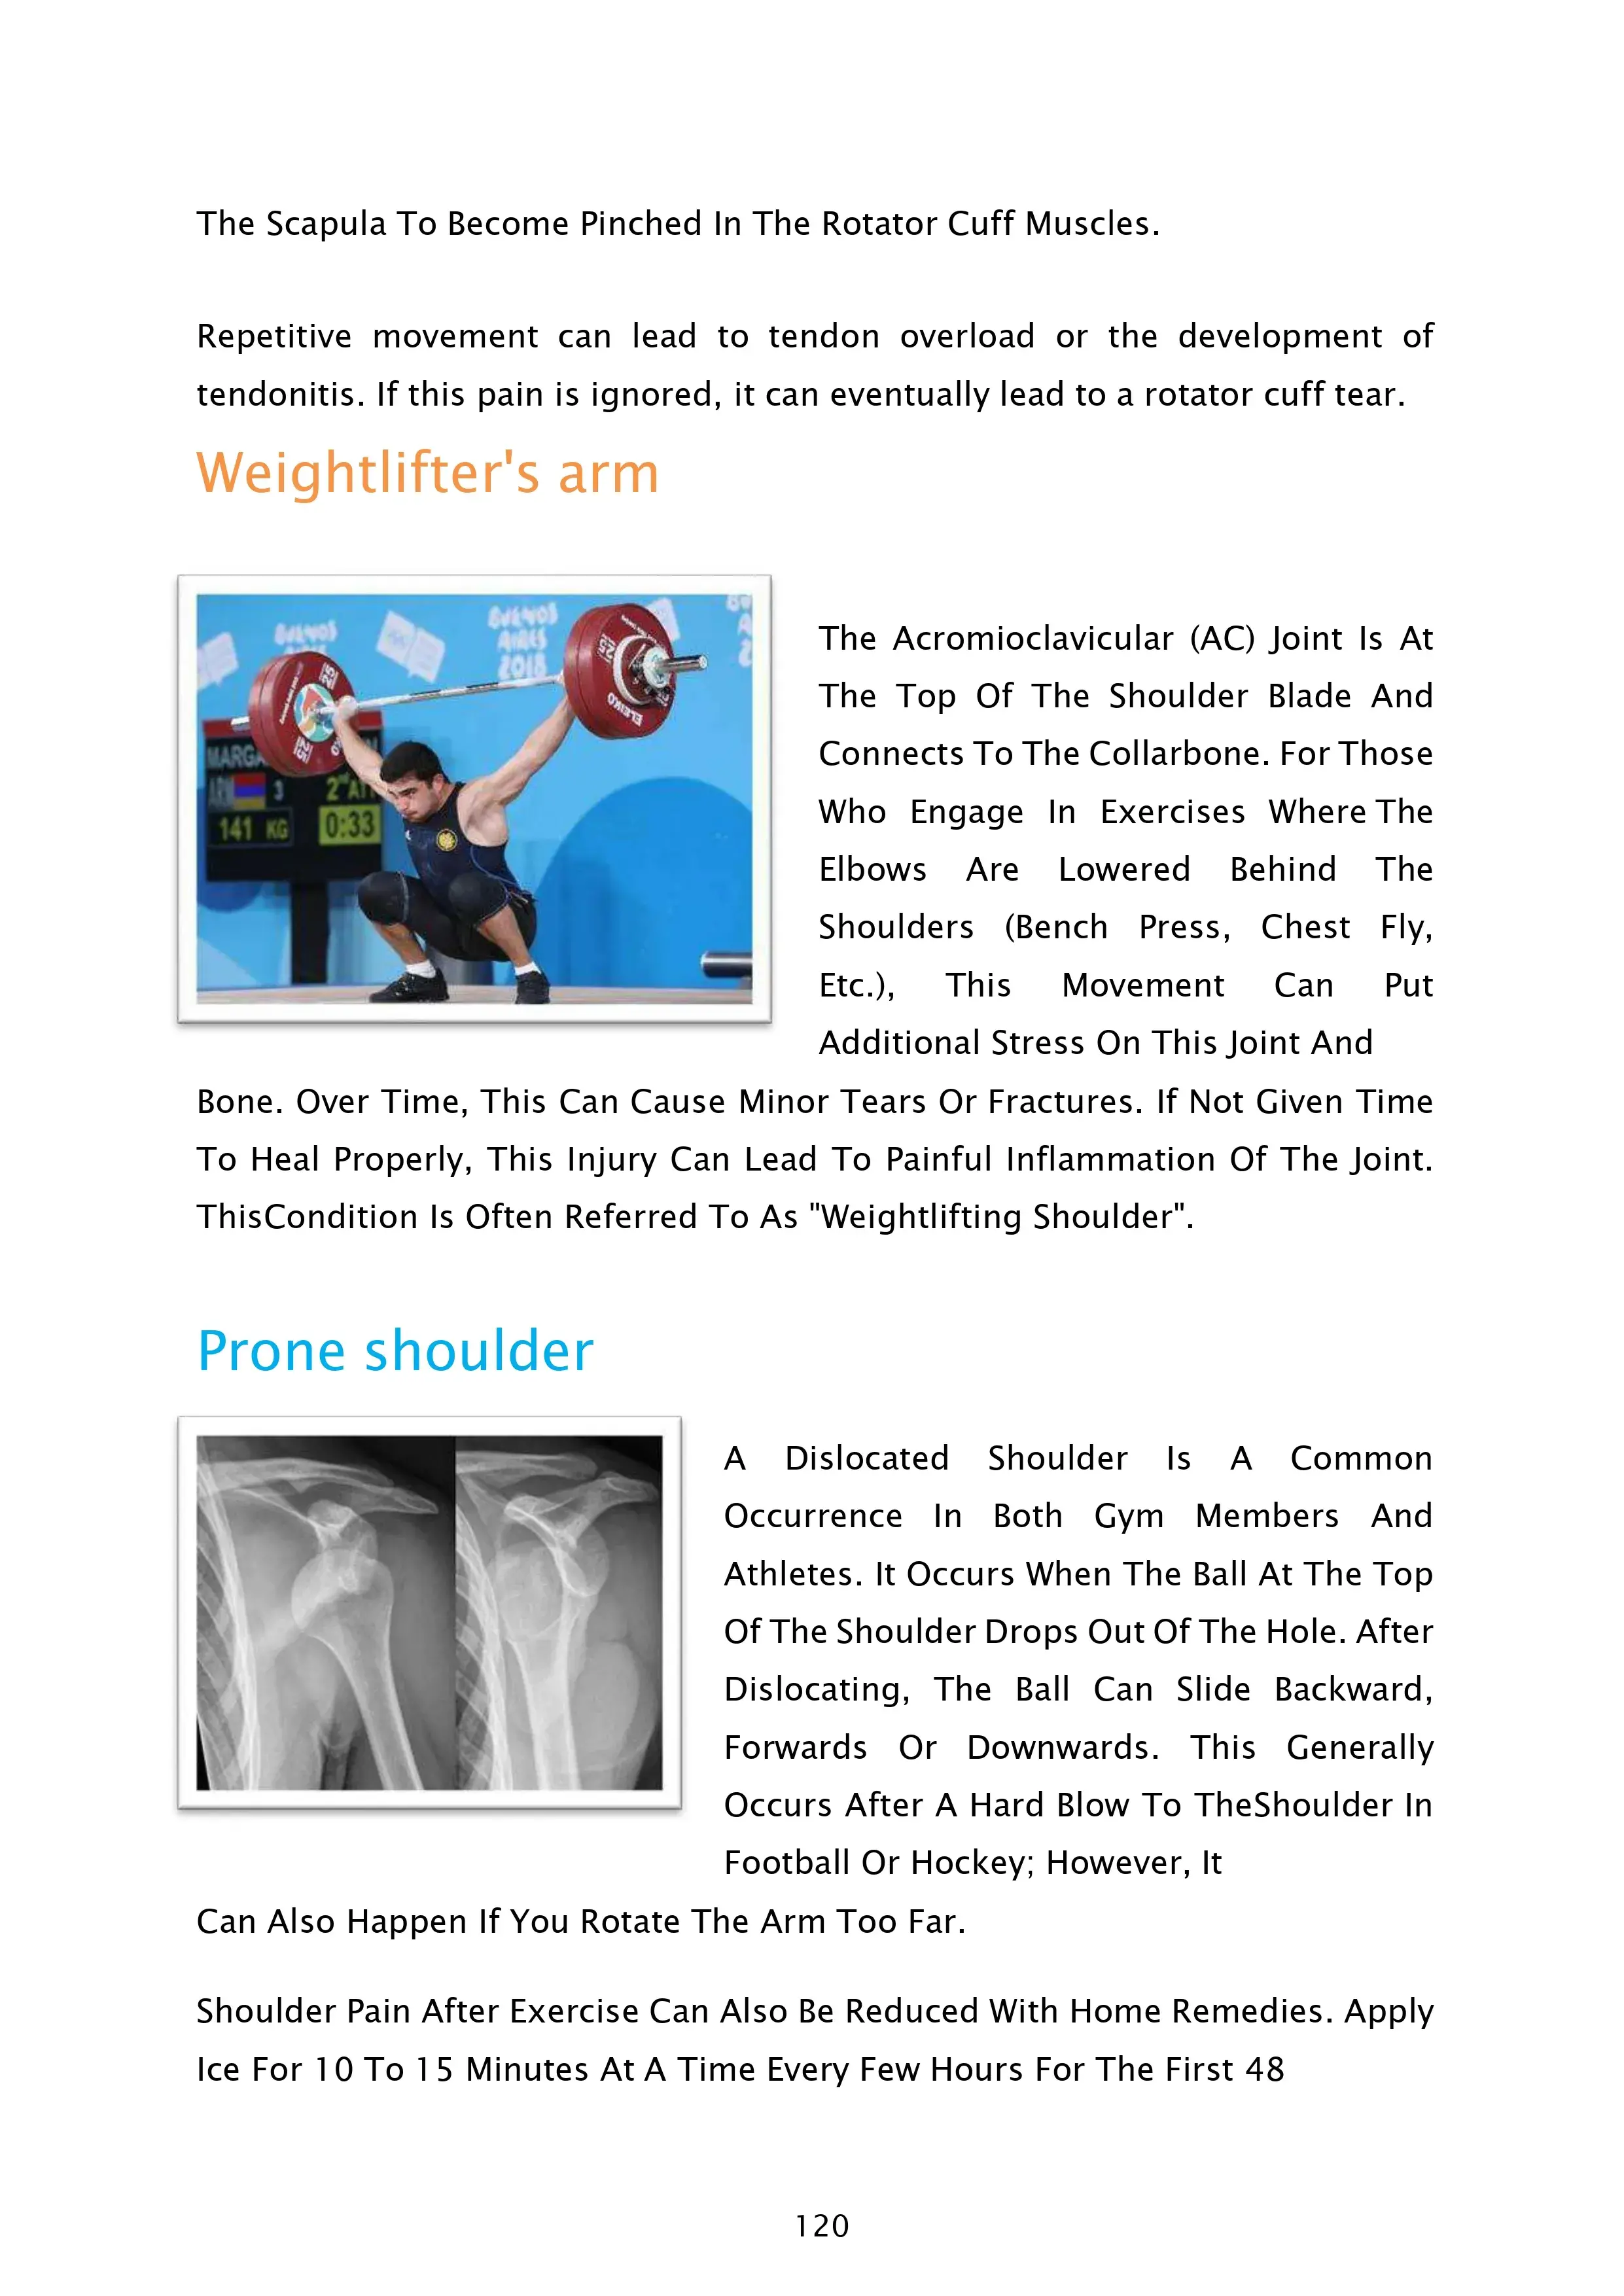 The Scapula To Become Pinched In The Rotator Cuff Muscles.
Repetitive movement can lead to tendon overload or the development of
tendonitis. If this pain is ignored, it can eventually lead to a rotator cuff tear.
Weightlifter's arm
BUENOS
AIRES
BUENOS
AIRES
2018
25
25
25
ELEIKO
MARGA
ARM 3 2nd ATT
141 KG 0:33
The Acromioclavicular (AC) Joint Is At
The Top Of The Shoulder Blade And
Connects To The Collarbone. For Those
Who Engage In Exercises Where The
Elbows Are Lowered Behind The
Shoulders (Bench Press, Chest Fly,
Etc.), This Movement Can Put
Additional Stress On This Joint And
Bone. Over Time, This Can Cause Minor Tears Or Fractures. If Not Given Time
To Heal Properly, This Injury Can Lead To Painful Inflammation Of The Joint.
ThisCondition Is Often Referred To As "Weightlifting Shoulder".
Prone shoulder
A Dislocated Shoulder Is A Common
Occurrence In Both Gym Members And
Athletes. It Occurs When The Ball At The Top
Of The Shoulder Drops Out Of The Hole. After
Dislocating, The Ball Can Slide Backward,
Forwards Or Downwards. This Generally
Occurs After A Hard Blow To TheShoulder In
Football Or Hockey; However, It
Can Also Happen If You Rotate The Arm Too Far.
Shoulder Pain After Exercise Can Also Be Reduced With Home Remedies. Apply
Ice For 10 To 15 Minutes At A Time Every Few Hours For The First 48
120